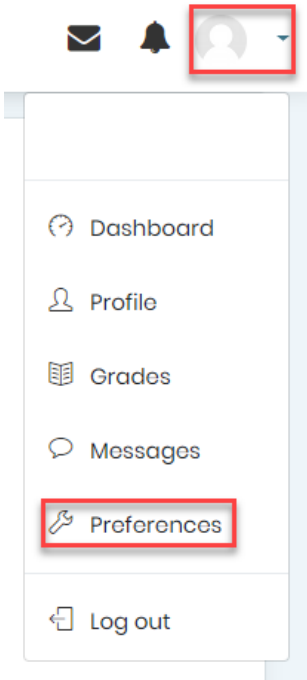 Dashboard
Profile
Grades
Messages
Preferences
Log out